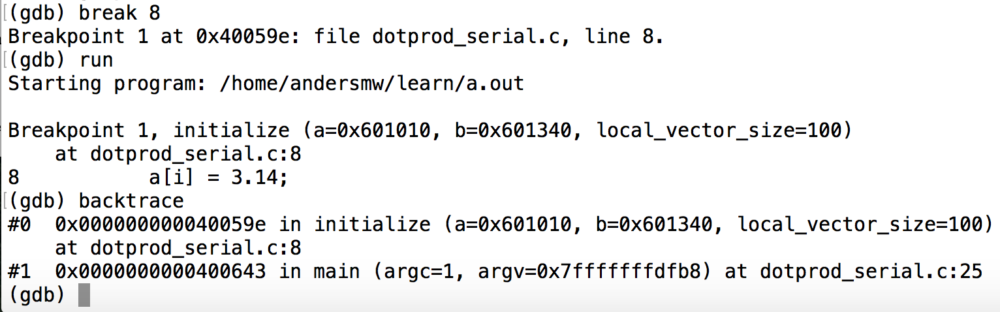 (gdb) break 8
Breakpoint 1 at 0x40059e: file dotprod_serial.c, line 8.
(gdb) run
Starting program: /home/andersmw/learn/a.out
Breakpoint 1, initialize (a=0x601010, b=0x601340, local_vector_size=100)
    at dotprod_serial.c:8
8           a[i] = 3.14;
(gdb) backtrace
#0  0x000000000040059e in initialize (a=0x601010, b=0x601340, local_vector_size=100)
    at dotprod_serial.c:8
#1  0x0000000000400643 in main (argc=1, argv=0x7fffffffdfb8) at dotprod_serial.c:25
(gdb)